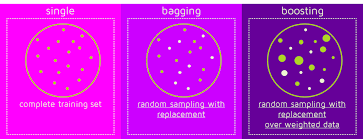 single
complete training set
bagging
random sampling with
replacement
boosting
random sampling with
replacement
over weighted data